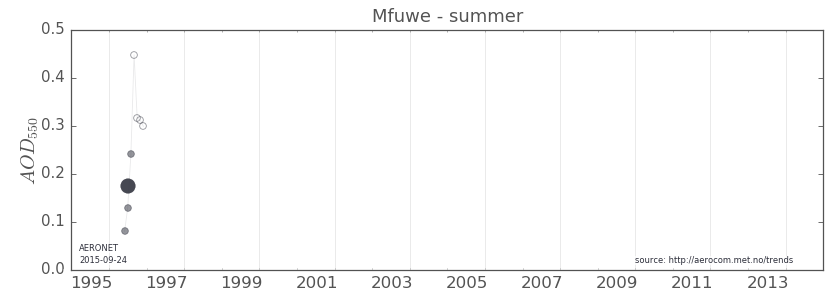 Mfuwe - summer
0.5
0.4
0.3
0.2
0.1
0.0
AOD550
AERONET
2015-09-24
source: http://aerocom.met.no/trends
1995 1997 1999 2001 2003 2005 2007 2009 2011 2013